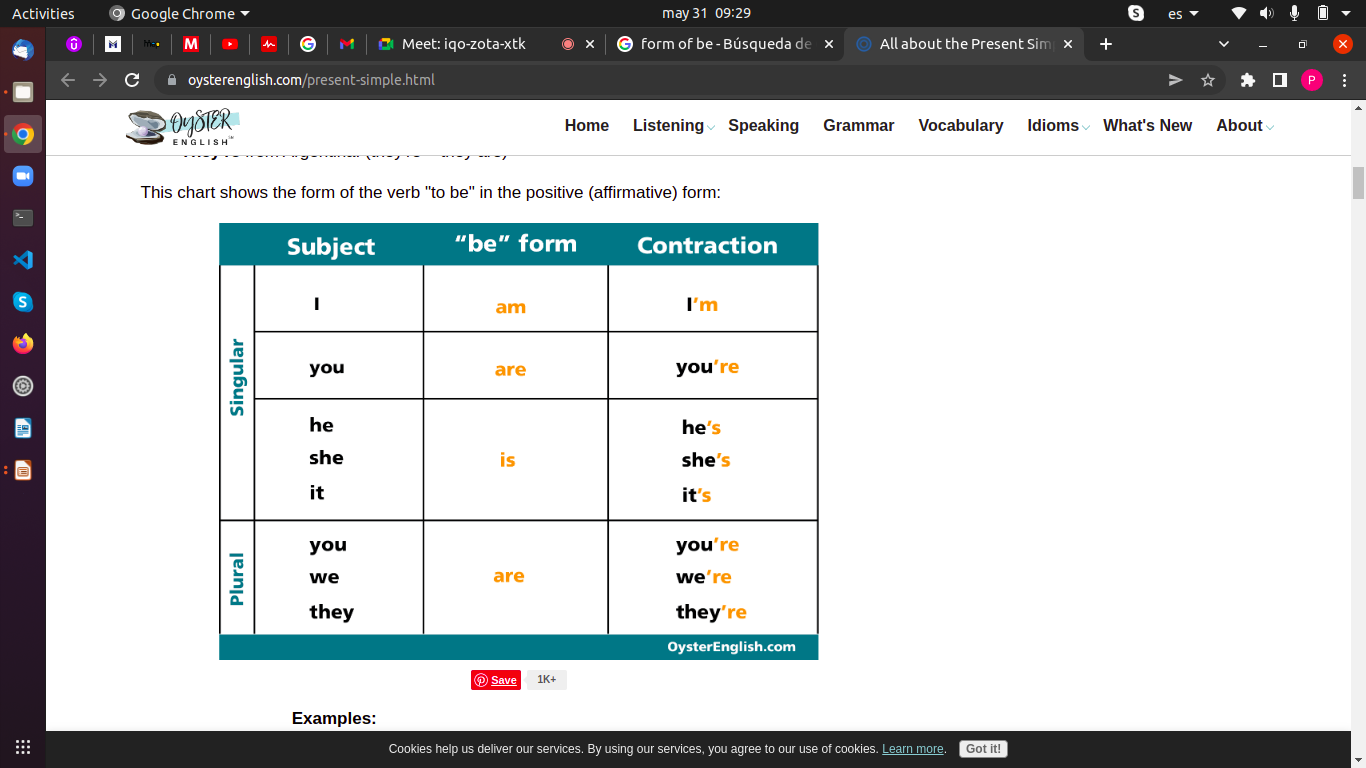 Activities Google Chrome may 31 09:29 es
Meet: iqo-zota-xtk form of be - Búsqueda de All about the Present Sim
oysterenglish.com/present-simple.html P
OYSTER
ENGLISH
Home Listening Speaking Grammar Vocabulary Idioms What's New About
This chart shows the form of the verb "to be" in the positive (affirmative) form:
Subject “be” form Contraction
Singular
I am I’m
you are you’re
he he’s
she is she’s
it it’s
Plural
you you’re
we are we’re
they they’re
OysterEnglish.com
Save 1K+
Examples:
Cookies help us deliver our services. By using our services, you agree to our use of cookies. Learn more. Got it!